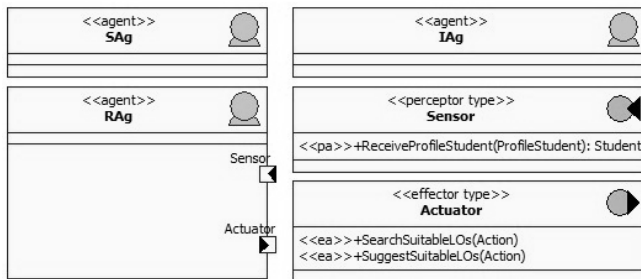 <<agent>>
SAg
<<agent>>
IAg
<<agent>>
RAg
Sensor
Actuator
<<perceptor type>>
Sensor
<<pa>>+ReceiveProfileStudent(ProfileStudent): Student
<<effector type>>
Actuator
<<ea>>+SearchSuitableLOs(Action)
<<ea>>+SuggestSuitableLOs(Action)